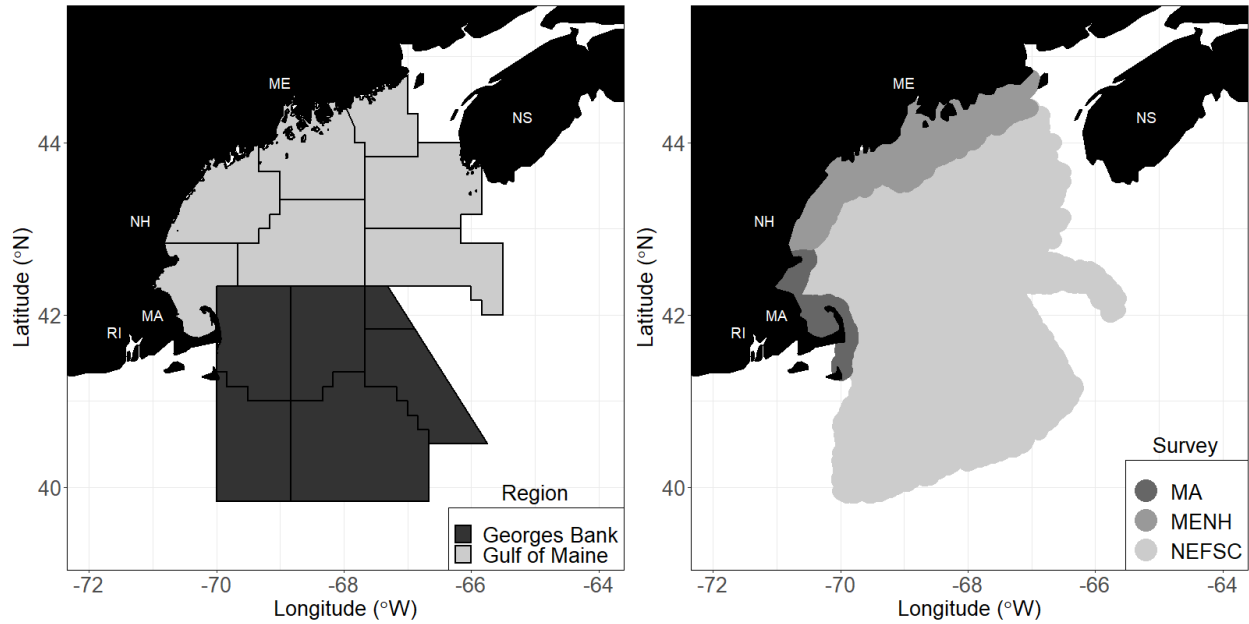 ME
NS
44
NH
Latitude (°N)
42
MA
RI
40
Region
Georges Bank
Gulf of Maine
-72
-70
-68
-66
-64
Longitude (°W)
ME
NS
44
NH
Latitude (°N)
42
MA
RI
40
Survey
MA
MENH
NEFSC
-72
-70
-68
-66
-64
Longitude (°W)